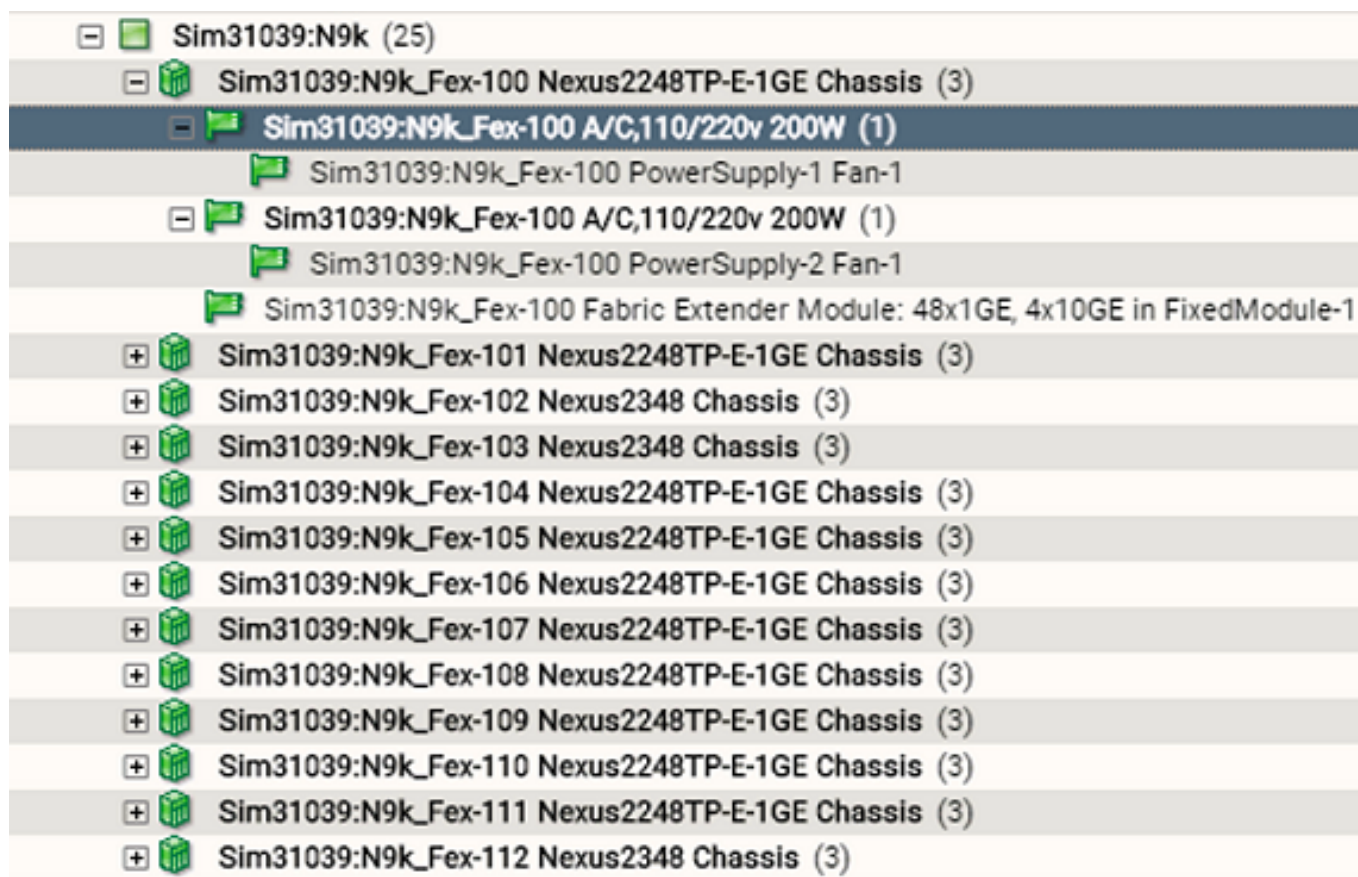 Sim31039:N9k (25)
Sim31039:N9k_Fex-100 Nexus2248TP-E-1GE Chassis (3)
Sim31039:N9k_Fex-100 A/C,110/220v 200W (1)
Sim31039:N9k_Fex-100 PowerSupply-1 Fan-1
Sim31039:N9k_Fex-100 A/C,110/220v 200W (1)
Sim31039:N9k_Fex-100 PowerSupply-2 Fan-1
Sim31039:N9k_Fex-100 Fabric Extender Module: 48x1GE, 4x10GE in FixedModule-1
Sim31039:N9k_Fex-101 Nexus2248TP-E-1GE Chassis (3)
Sim31039:N9k_Fex-102 Nexus2348 Chassis (3)
Sim31039:N9k_Fex-103 Nexus2348 Chassis (3)
Sim31039:N9k_Fex-104 Nexus2248TP-E-1GE Chassis (3)
Sim31039:N9k_Fex-105 Nexus2248TP-E-1GE Chassis (3)
Sim31039:N9k_Fex-106 Nexus2248TP-E-1GE Chassis (3)
Sim31039:N9k_Fex-107 Nexus2248TP-E-1GE Chassis (3)
Sim31039:N9k_Fex-108 Nexus2248TP-E-1GE Chassis (3)
Sim31039:N9k_Fex-109 Nexus2248TP-E-1GE Chassis (3)
Sim31039:N9k_Fex-110 Nexus2248TP-E-1GE Chassis (3)
Sim31039:N9k_Fex-111 Nexus2248TP-E-1GE Chassis (3)
Sim31039:N9k_Fex-112 Nexus2348 Chassis (3)